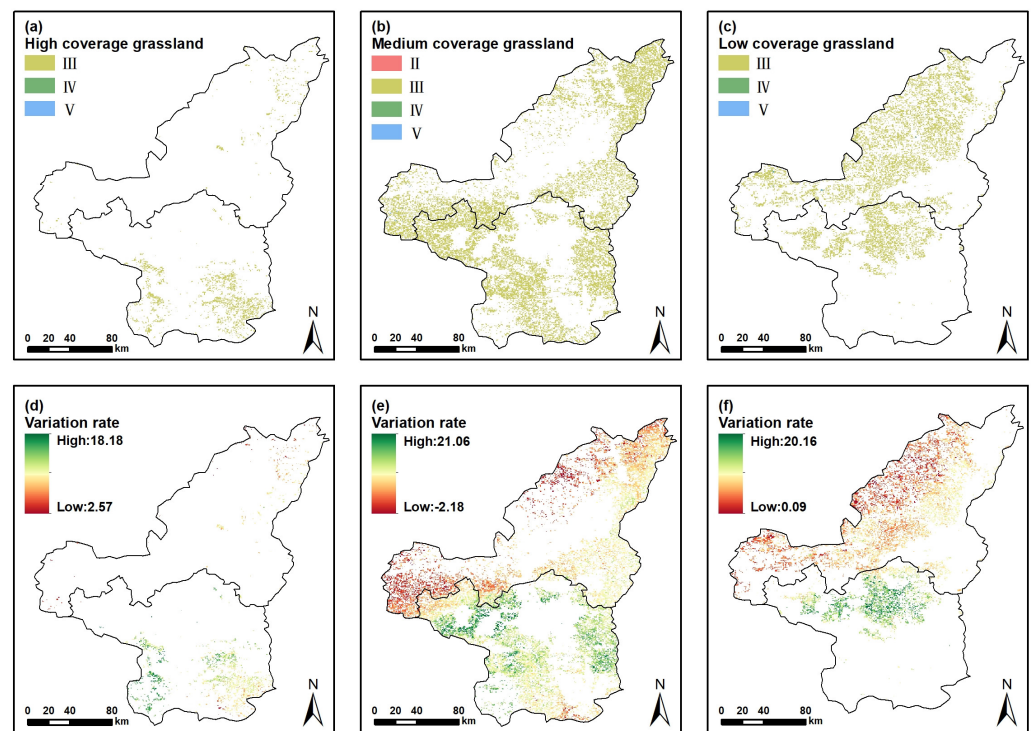 (a)
High coverage grassland
III
IV
V
N
0 20 40 80
km
(b)
Medium coverage grassland
II
III
IV
V
N
0 20 40 80
km
(c)
Low coverage grassland
III
IV
V
N
0 20 40 80
km
(d)
Variation rate
High:18.18
Low:2.57
N
0 20 40 80
km
(e)
Variation rate
High:21.06
Low:-2.18
N
0 20 40 80
km
(f)
Variation rate
High:20.16
Low:0.09
N
0 20 40 80
km